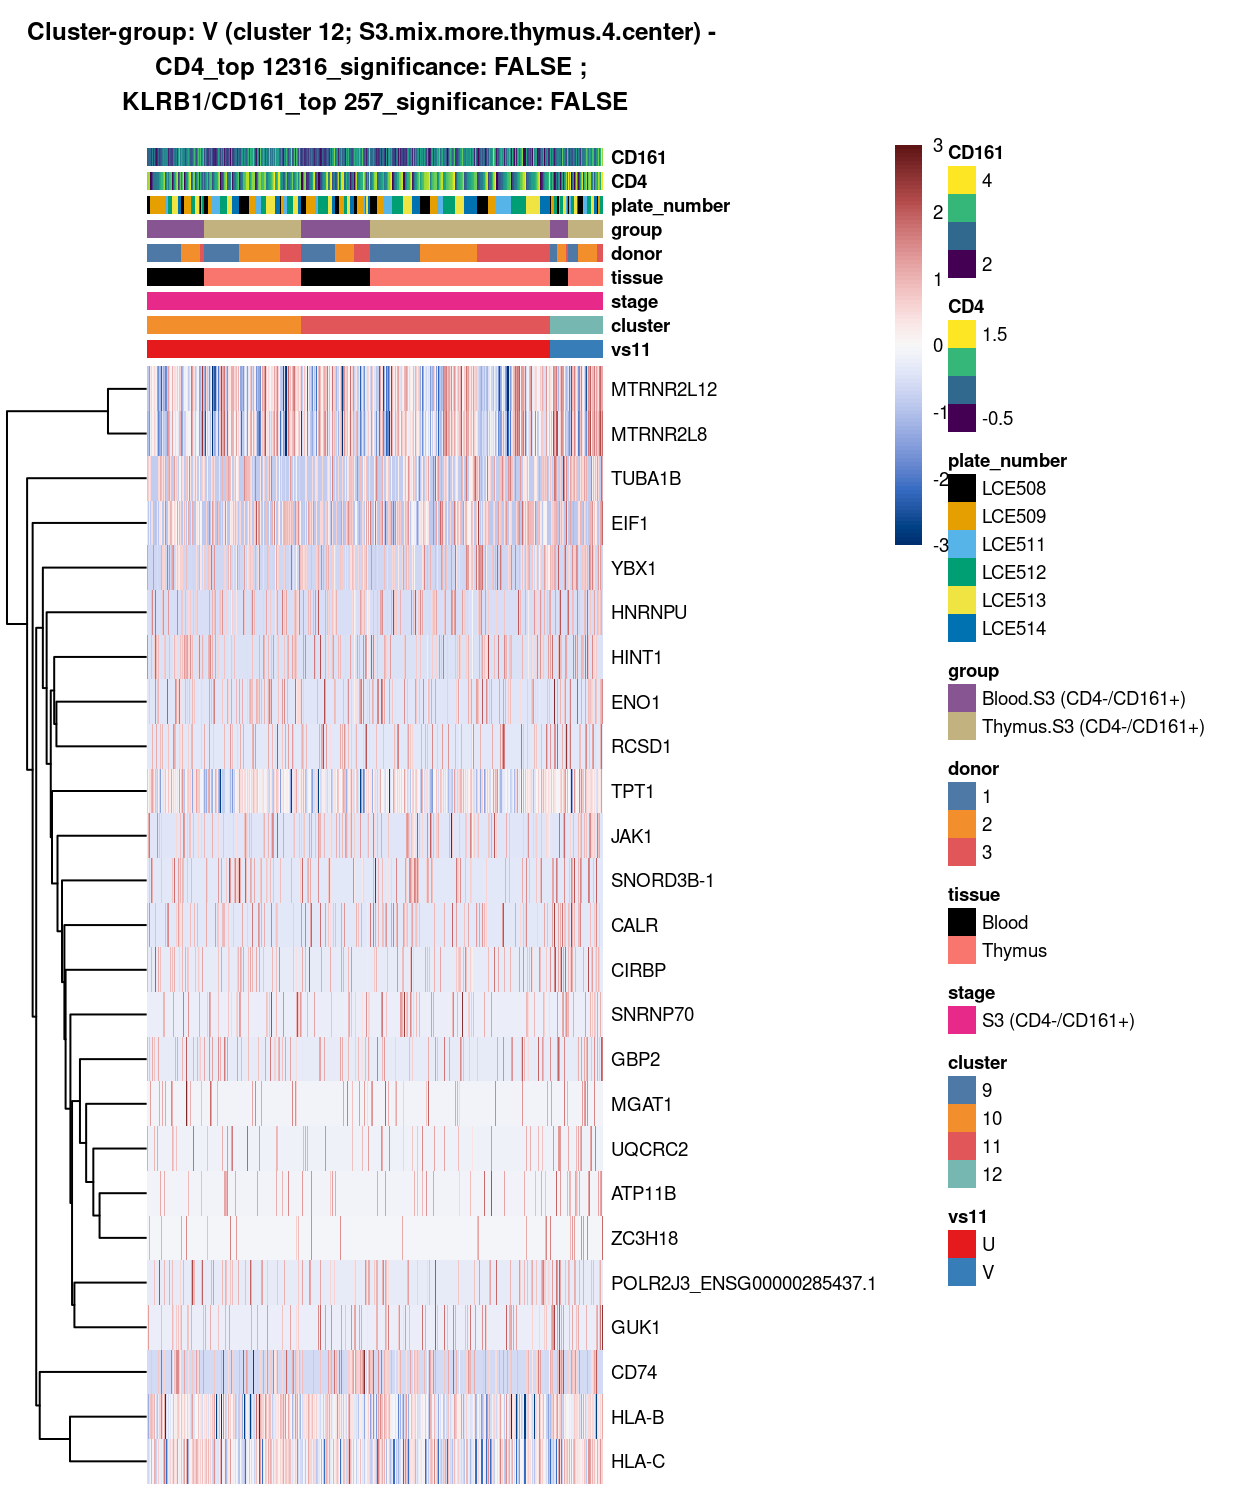 Cluster-group: V (cluster 12; S3.mix.more.thymus.4.center) -
CD4_top 12316_significance: FALSE ;
KLRB1/CD161_top 257_significance: FALSE
CD161
CD4
plate_number
group
donor
tissue
stage
cluster
vs11
MTRNR2L12
MTRNR2L8
TUBA1B
EIF1
YBX1
HNRNPU
HINT1
ENO1
RCSD1
TPT1
JAK1
SNORD3B-1
CALR
CIRBP
SNRNP70
GBP2
MGAT1
UQCRC2
ATP11B
ZC3H18
POLR2J3_ENSG00000285437.1
GUK1
CD74
HLA-B
HLA-C
3
2
1
0
-1
-2
-3
CD161
4
2
CD4
1.5
-0.5
plate_number
LCE508
LCE509
LCE511
LCE512
LCE513
LCE514
group
Blood.S3 (CD4-/CD161+)
Thymus.S3 (CD4-/CD161+)
donor
1
2
3
tissue
Blood
Thymus
stage
S3 (CD4-/CD161+)
cluster
9
10
11
12
vs11
U
V